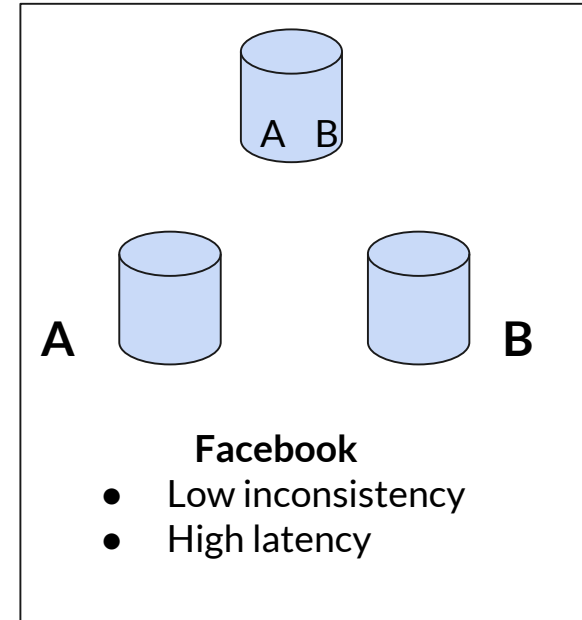 A B
A B
Facebook
● Low inconsistency
● High latency